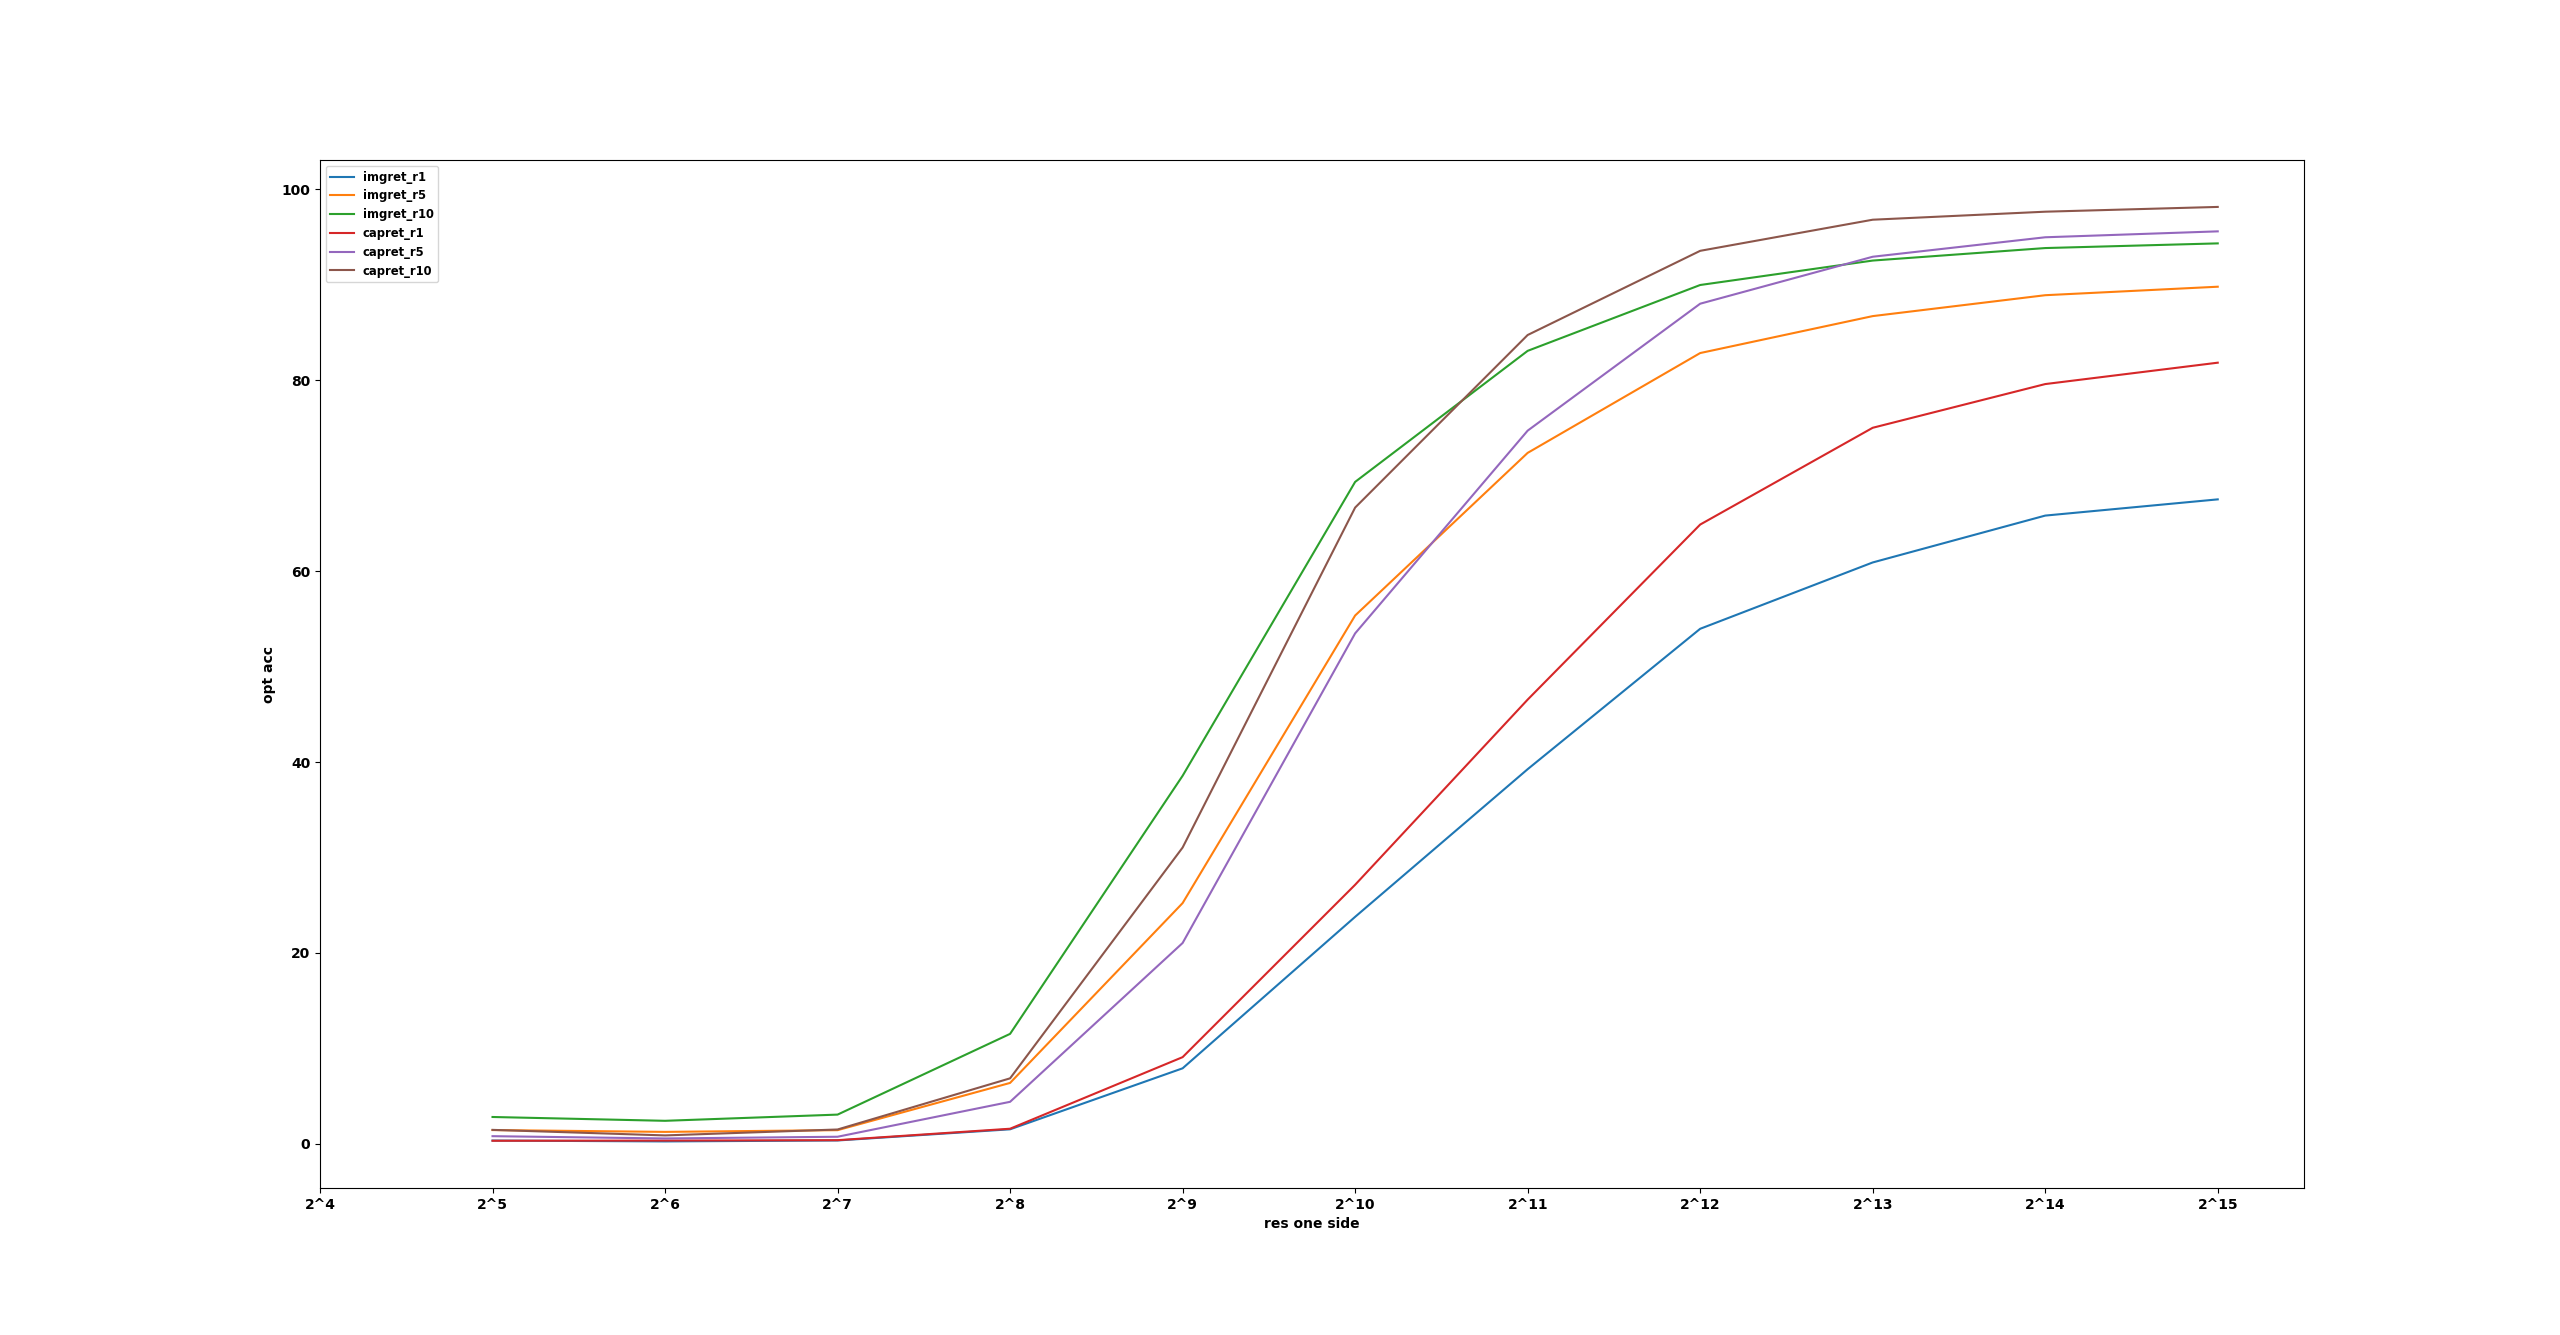 imgret_r1
imgret_r5
imgret_r10
capret_r1
capret_r5
capret_r10
100
80
60
40
20
0
opt acc
2^4 2^5 2^6 2^7 2^8 2^9 2^10 2^11 2^12 2^13 2^14 2^15
res one side